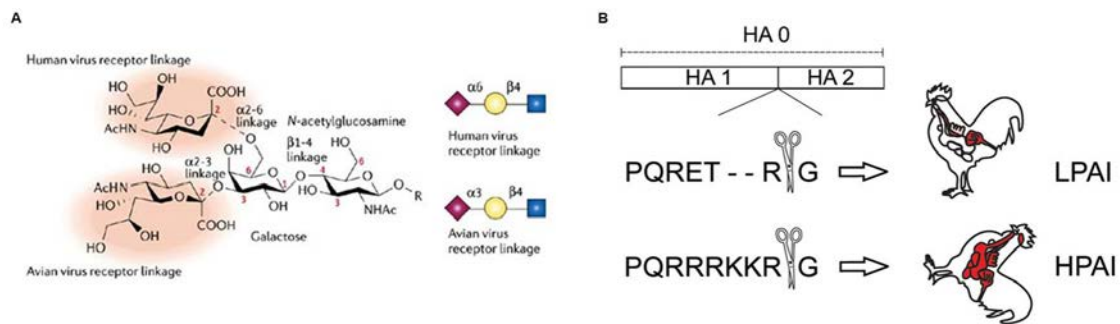 A
Human virus receptor linkage
HO
OH
OH
COOH
HO
2
α2-6
linkage
AcHN
HO
O
O
N-acetylglucosamine
β1-4
linkage
α2-3
linkage
OH
6
HO
6
AcHN
OH
O
1
O
4
O
R
HO
2
O
3
OH
HO
3
NHAc
COOH
HO
OH
HO
Galactose
Avian virus receptor linkage
α6
β4
Human virus
receptor linkage
α3
β4
Avian virus
receptor linkage
B
HA 0
HA 1
HA 2
PQRET - - R G
LPAI
PQRRRKKR G
HPAI